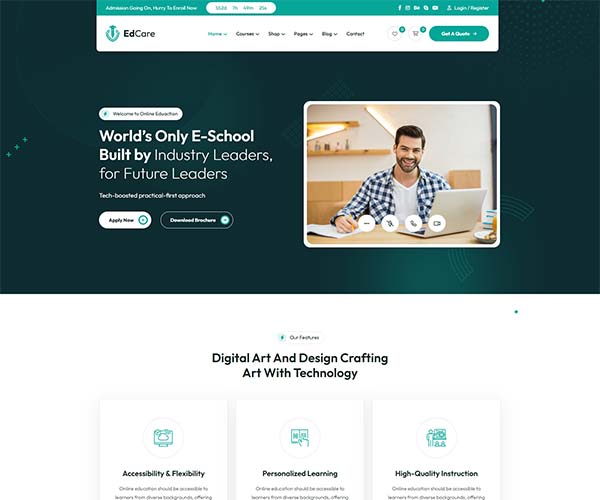 Admission Going On, Hurry To Enroll Now
7h 49m 25s
Login / Register
EdCare
Home Courses Shop Pages Blog Contact
0 0
Get A Quote
Welcome to Online Eduaction
World's Only E-School
Built by Industry Leaders,
for Future Leaders
Tech-boosted practical-first approach
Apply Now
Download Brochure
Our Features
Digital Art And Design Crafting
Art With Technology
Accessibility & Flexibility
Online education should be accessible to
learners from diverse backgrounds, offering
Personalized Learning
Online education should be accessible to
learners from diverse backgrounds, offering
High-Quality Instruction
Online education should be accessible to
learners from diverse backgrounds, offering